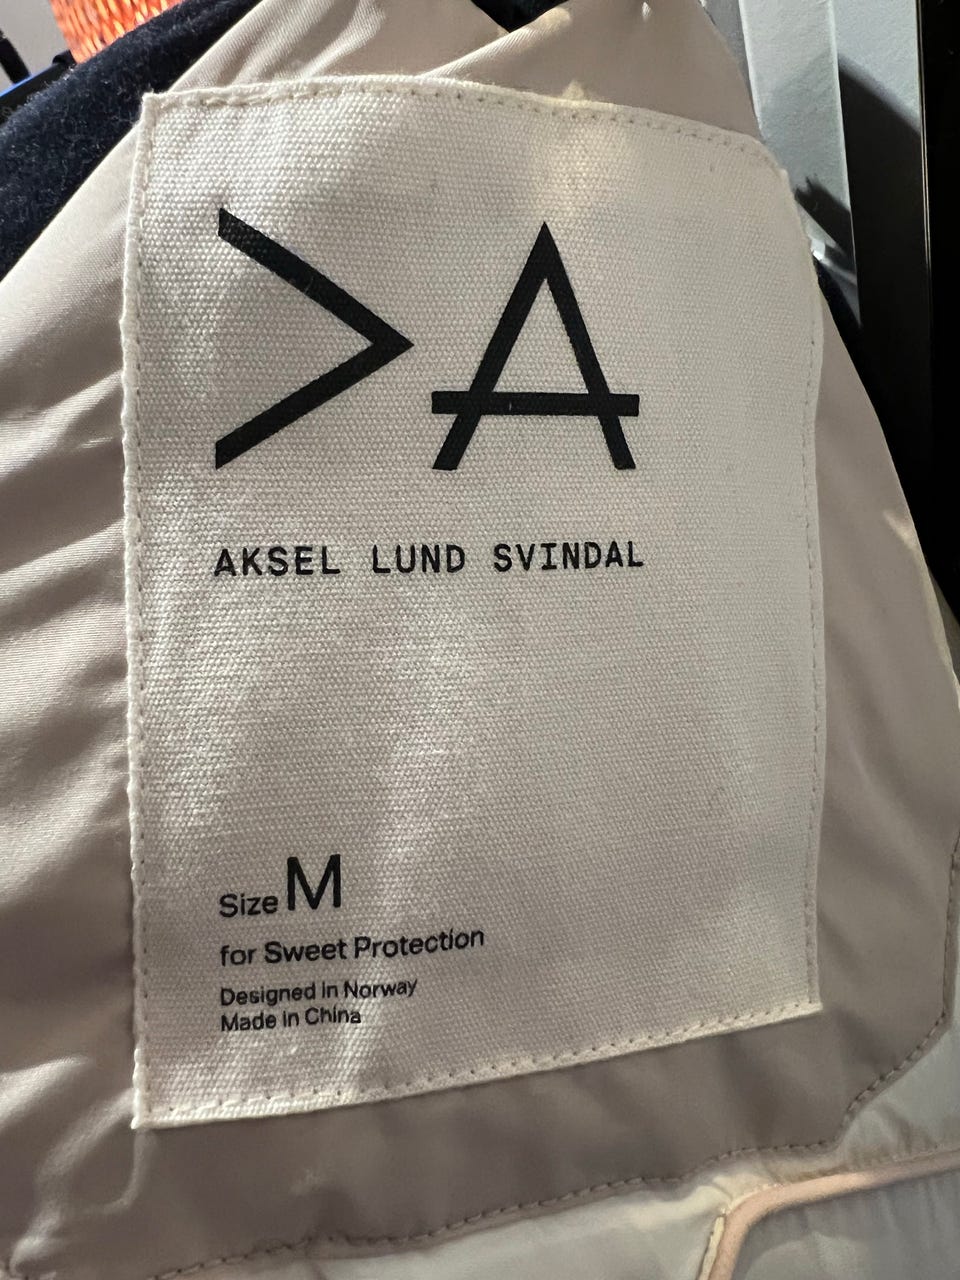 >A
AKSEL LUND SVINDAL
Size M
for Sweet Protection
Designed in Norway
Made in China